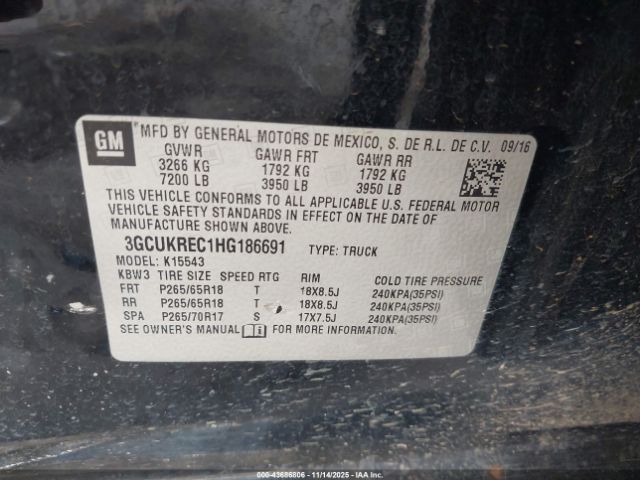 GM MFD BY GENERAL MOTORS DE MEXICO, S. DE R.L. DE C.V. 09/16
GVWR GAWR FRT GAWR RR
3266 KG 1792 KG 1792 KG
7200 LB 3950 LB 3950 LB
THIS VEHICLE CONFORMS TO ALL APPLICABLE U.S. FEDERAL MOTOR
VEHICLE SAFETY STANDARDS IN EFFECT ON THE DATE OF
MANUFACTURE SHOWN ABOVE.
3GCUKREC1HG186691 TYPE: TRUCK
MODEL: K15543
KBW3 TIRE SIZE SPEED RTG RIM COLD TIRE PRESSURE
FRT P265/65R18 T 18X8.5J 240KPA(35PSI)
RR P265/65R18 T 18X8.5J 240KPA(35PSI)
SPA P265/70R17 S 17X7.5J 240KPA(35PSI)
SEE OWNER'S MANUAL FOR MORE INFORMATION.
000-43686806 - 11/14/2025 - IAA Inc.